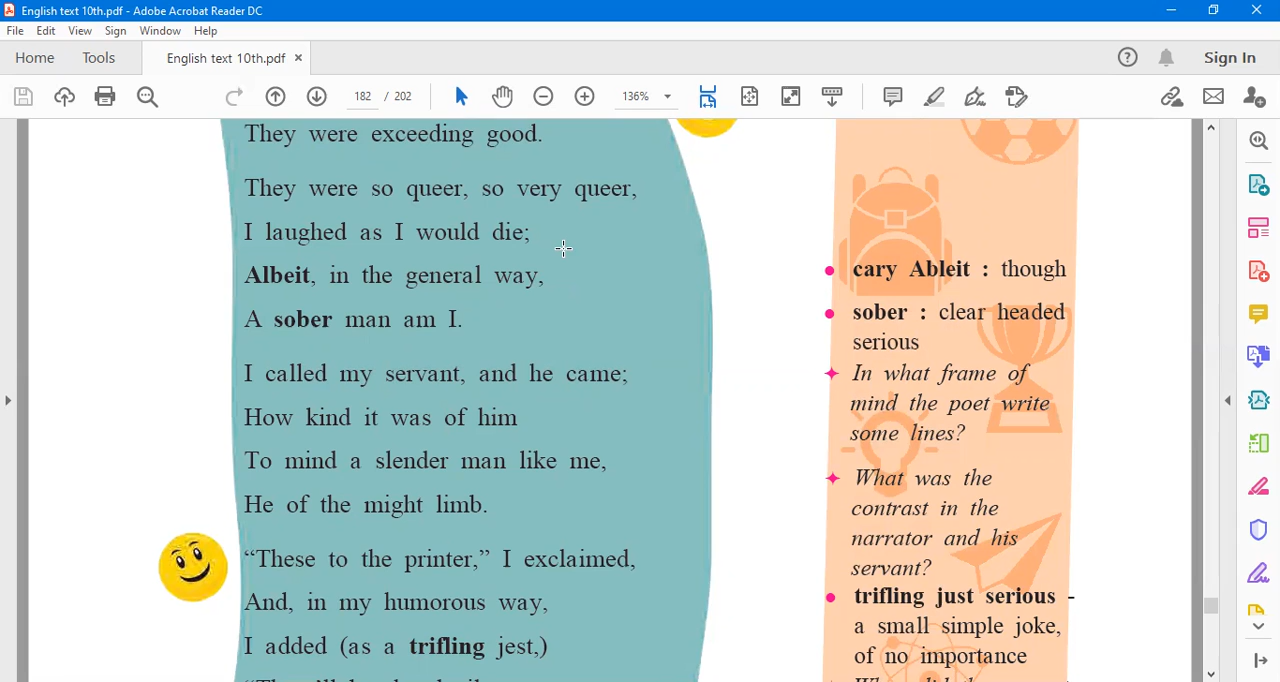 English text 10th.pdf - Adobe Acrobat Reader DC
File Edit View Sign Window Help
Home Tools English text 10th.pdf × Sign In
182 / 202 136%
They were exceeding good.
They were so queer, so very queer,
I laughed as I would die;
Albeit, in the general way,
A sober man am I.
I called my servant, and he came;
How kind it was of him
To mind a slender man like me,
He of the might limb.
“These to the printer,” I exclaimed,
And, in my humorous way,
I added (as a trifling jest,)
cary Ableit : though
sober : clear headed
serious
In what frame of
mind the poet write
some lines?
What was the
contrast in the
narrator and his
servant?
trifling just serious -
a small simple joke,
of no importance